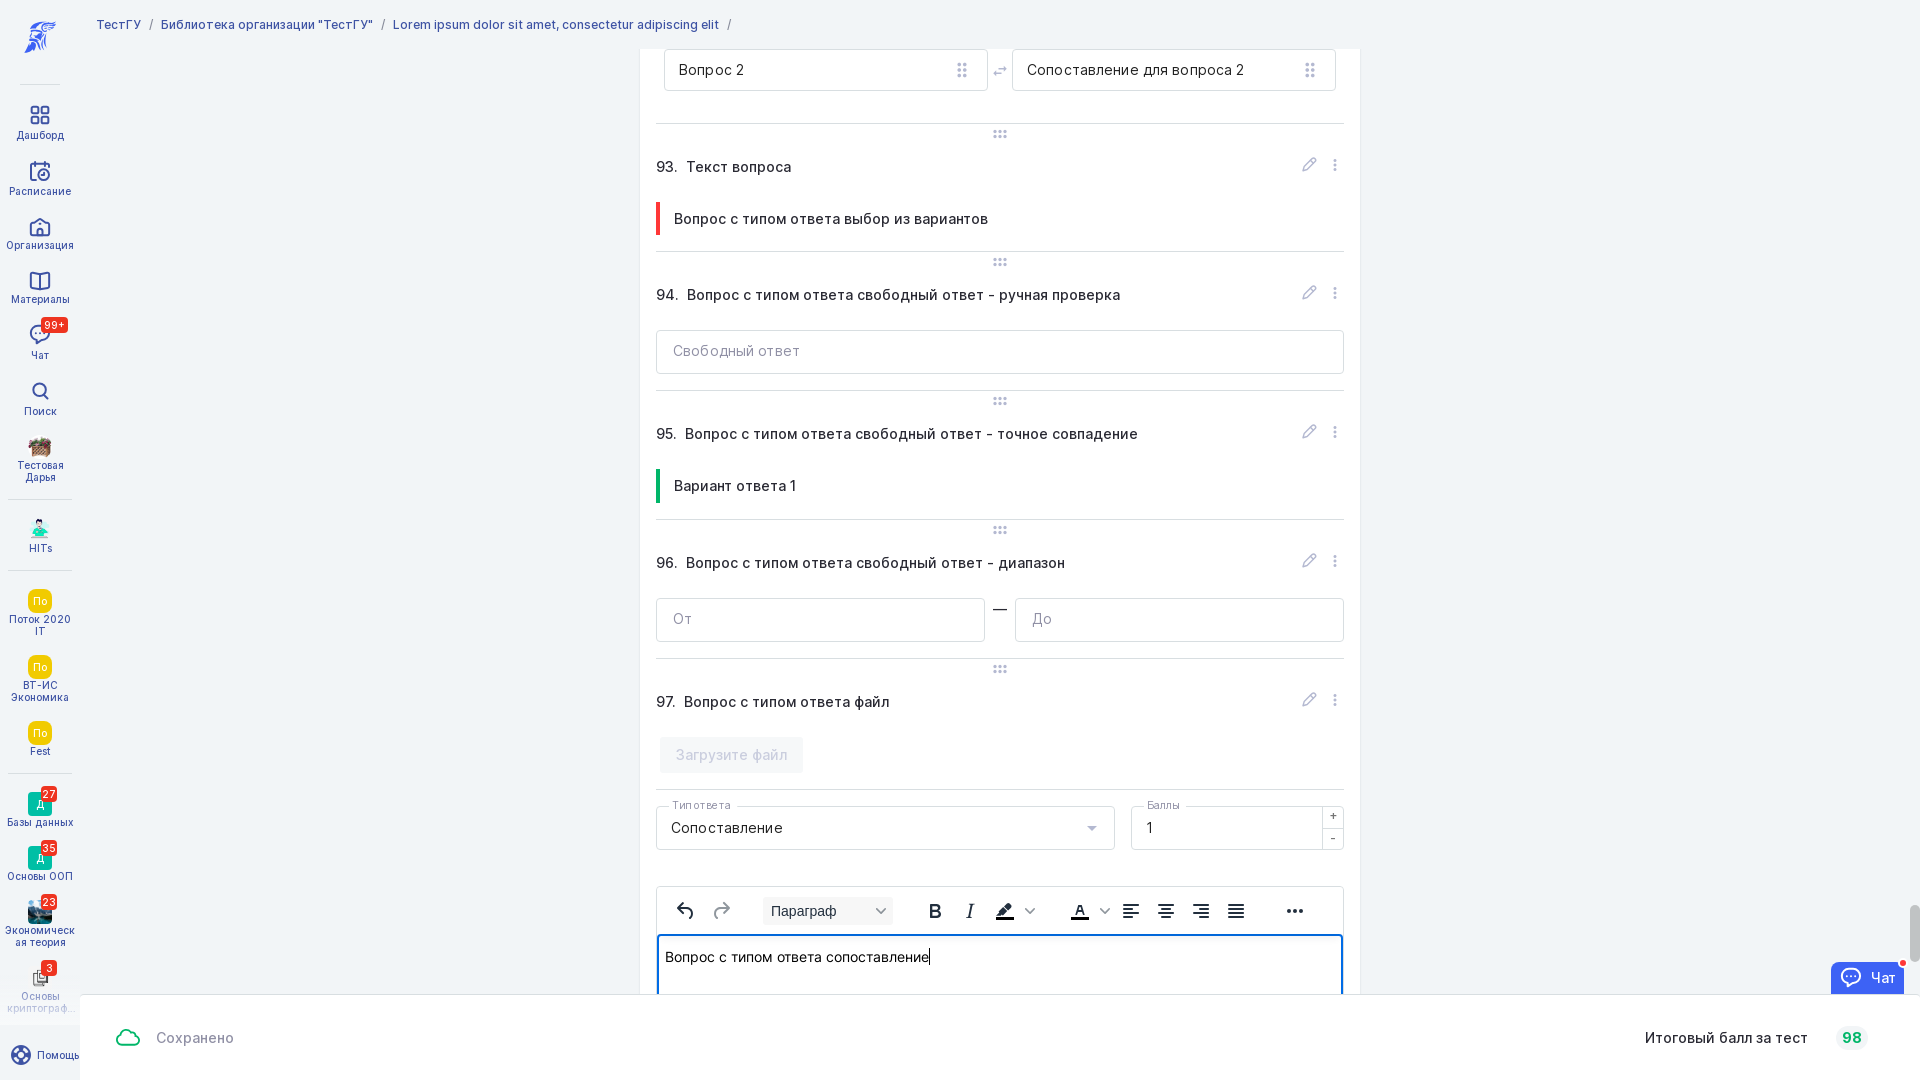 ТестГУ / Библиотека организации "ТестГУ" / Lorem ipsum dolor sit amet, consectetur adipiscing elit /
Дашборд
Расписание
Организация
Материалы
99+
Чат
Поиск
Тестовая
Дарья
HITs
По
Поток 2020
IT
По
ВТ-ИС
Экономика
По
Fest
27
Д
Базы данных
35
Д
Основы ООП
23
Экономическ
ая теория
3
Основы
криптограф...
Помощь
Вопрос 2
Сопоставление для вопроса 2
93. Текст вопроса
Вопрос с типом ответа выбор из вариантов
94. Вопрос с типом ответа свободный ответ - ручная проверка
Свободный ответ
95. Вопрос с типом ответа свободный ответ - точное совпадение
Вариант ответа 1
96. Вопрос с типом ответа свободный ответ - диапазон
От — До
97. Вопрос с типом ответа файл
Загрузите файл
Тип ответа
Сопоставление
Баллы
1
+
-
Параграф
B I A
Вопрос с типом ответа сопоставление
Чат
Сохранено
Итоговый балл за тест 98